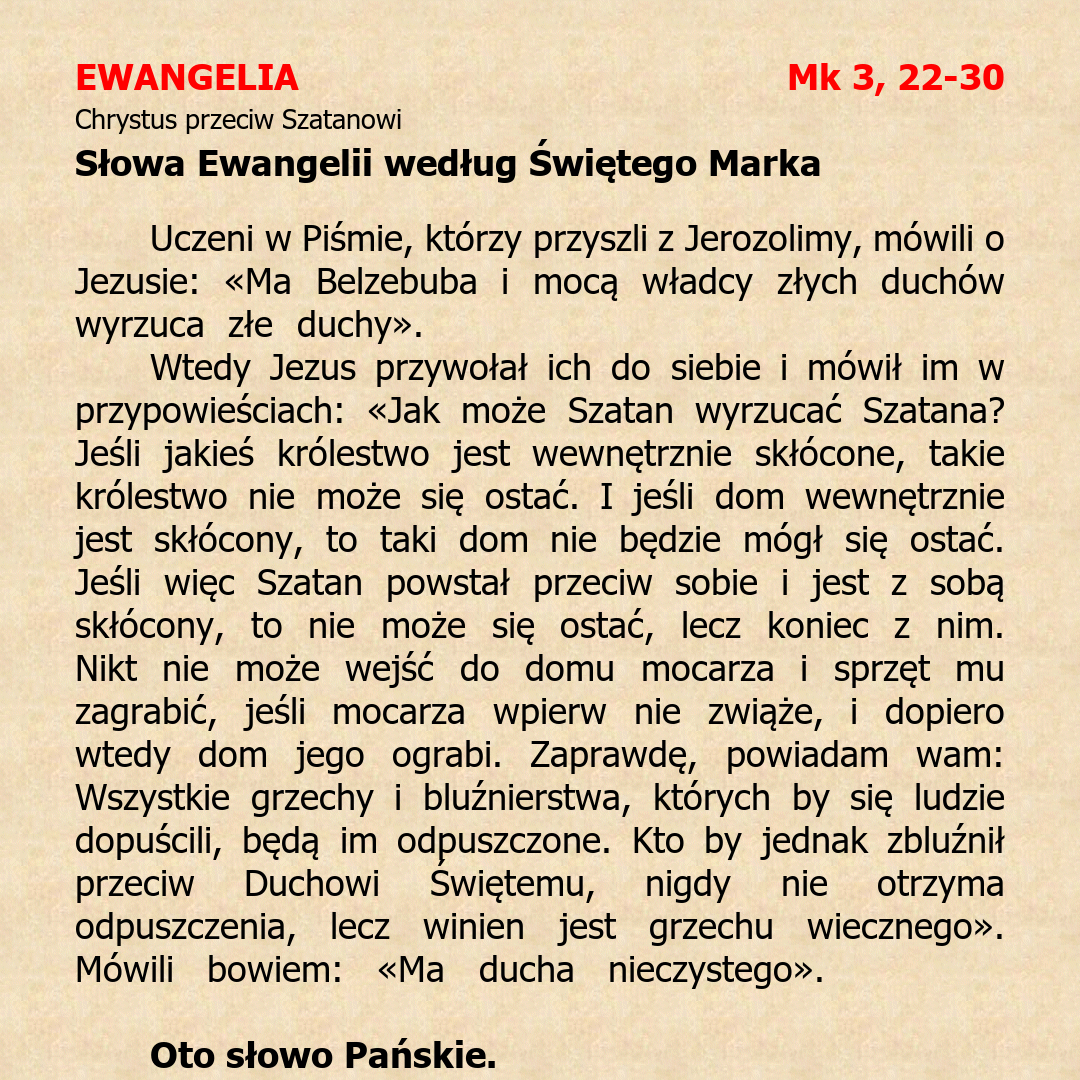 EWANGELIA Mk 3, 22-30
Chrystus przeciw Szatanowi
Słowa Ewangelii według Świętego Marka
Uczeni w Piśmie, którzy przyszli z Jerozolimy, mówili o
Jezusie: «Ma Belzebuba i mocą władcy złych duchów
wyrzuca złe duchy».
Wtedy Jezus przywołał ich do siebie i mówił im w
przypowieściach: «Jak może Szatan wyrzucać Szatana?
Jeśli jakieś królestwo jest wewnętrznie skłócone, takie
królestwo nie może się ostać. I jeśli dom wewnętrznie
jest skłócony, to taki dom nie będzie mógł się ostać.
Jeśli więc Szatan powstał przeciw sobie i jest z sobą
skłócony, to nie może się ostać, lecz koniec z nim.
Nikt nie może wejść do domu mocarza i sprzęt mu
zagrabić, jeśli mocarza wpierw nie zwiąże, i dopiero
wtedy dom jego ograbi. Zaprawdę, powiadam wam:
Wszystkie grzechy i bluźnierstwa, których by się ludzie
dopuścili, będą im odpuszczone. Kto by jednak zbluźnił
przeciw Duchowi Świętemu, nigdy nie otrzyma
odpuszczenia, lecz winien jest grzechu wiecznego».
Mówili bowiem: «Ma ducha nieczystego».
Oto słowo Pańskie.